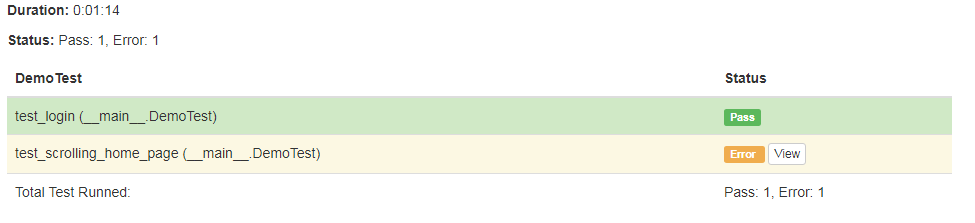 Duration: 0:01:14
Status: Pass: 1, Error: 1
DemoTest Status
test_login (__main__.DemoTest) Pass
test_scrolling_home_page (__main__.DemoTest) Error View
Total Test Runned: Pass: 1, Error: 1